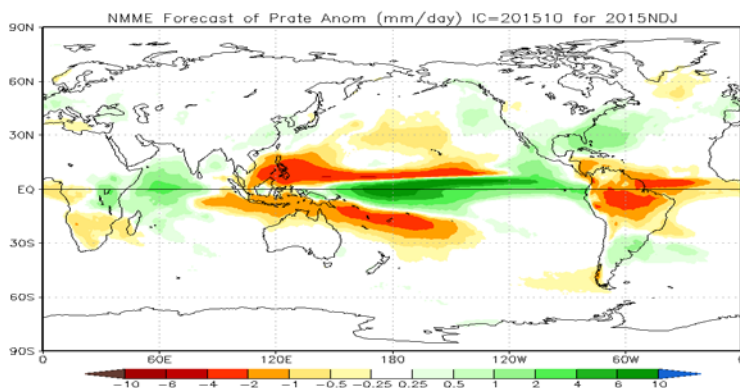 NMME Forecast of Prate Anom (mm/day) IC=201510 for 2015NDJ
90N
60N
30N
EQ
30S
60S
90S
0 60E 120E 180 120W 60W 0
-10 -6 -4 -2 -1 -0.5 -0.25 0.25 0.5 1 2 4 6 10